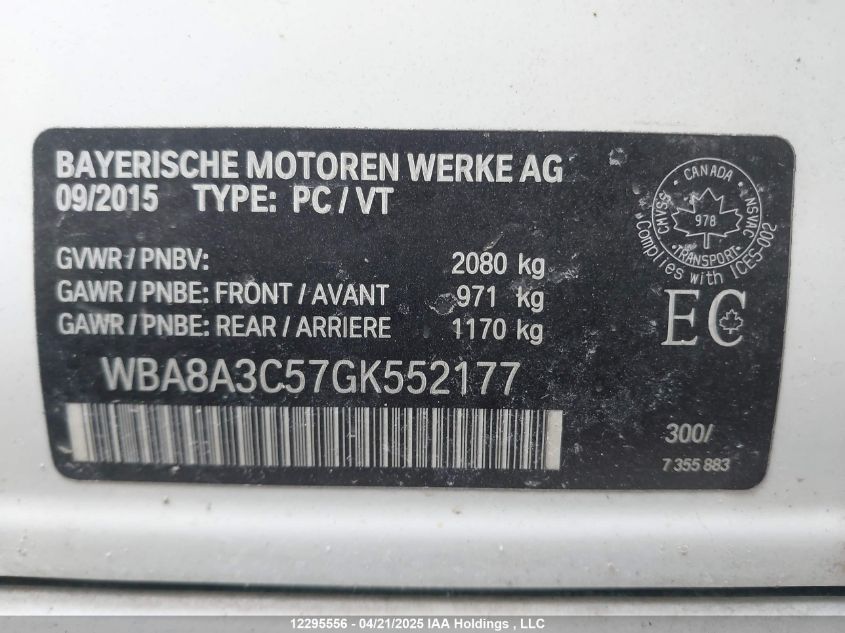 BAYERISCHE MOTOREN WERKE AG
09/2015 TYPE: PC / VT
GVWR / PNBV: 2080 kg
GAWR / PNBE: FRONT / AVANT 971 kg
GAWR / PNBE: REAR / ARRIERE 1170 kg
WBA8A3C57GK552177
CANADA
CMVSS
NSVAC
978
TRANSPORT
Complies with ICES-002
EC
300/
7 355 883
12295556 - 04/21/2025 IAA Holdings , LLC